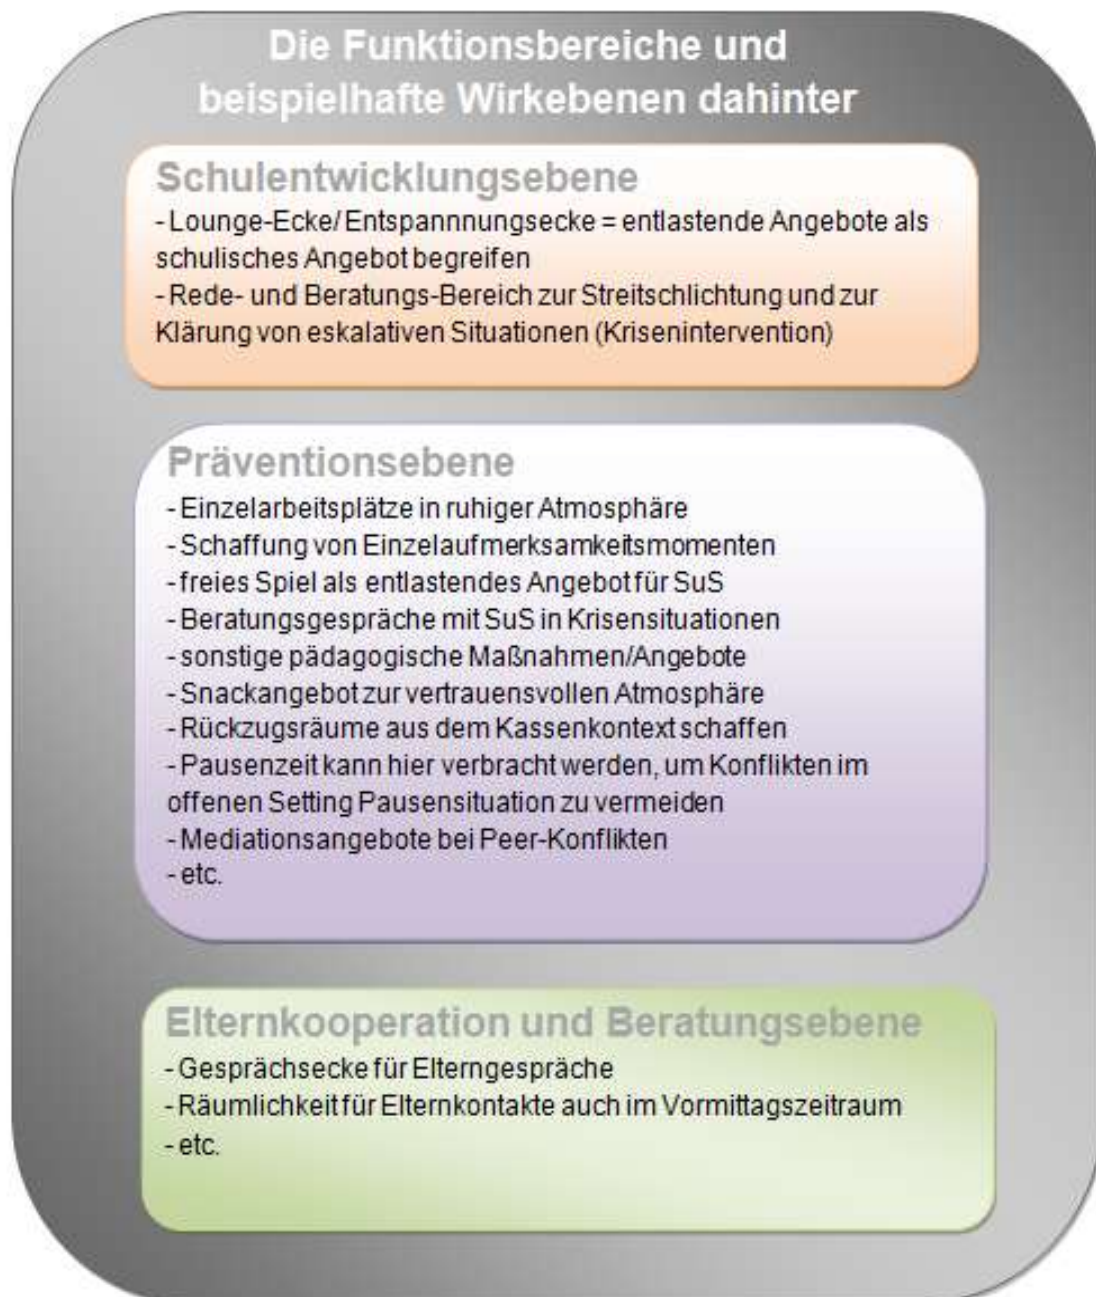 Die Funktionsbereiche und
beispielhafte Wirkebenen dahinter
Schulentwicklungsebene
- Lounge-Ecke/ Entspannnungsecke = entlastende Angebote als
schulisches Angebot begreifen
- Rede- und Beratungs-Bereich zur Streitschlichtung und zur
Klärung von eskalativen Situationen (Krisenintervention)
Präventionsebene
- Einzelarbeitsplätze in ruhiger Atmosphäre
- Schaffung von Einzelaufmerksamkeitsmomenten
- freies Spiel als entlastendes Angebot für SuS
- Beratungsgespräche mit SuS in Krisensituationen
- sonstige pädagogische Maßnahmen/Angebote
- Snackangebot zur vertrauensvollen Atmosphäre
- Rückzugsräume aus dem Kassenkontext schaffen
- Pausenzeit kann hier verbracht werden, um Konflikten im
offenen Setting Pausensituation zu vermeiden
- Mediationsangebote bei Peer-Konflikten
- etc.
Elternkooperation und Beratungsebene
- Gesprächsecke für Elterngespräche
- Räumlichkeit für Elternkontakte auch im Vormittagszeitraum
- etc.